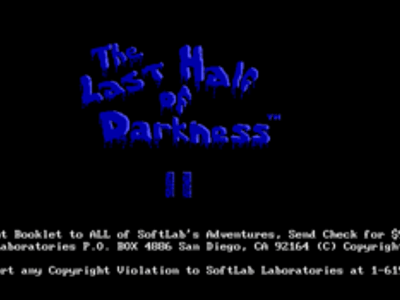 The
Last Half
of
Darkness™
II
t Booklet to ALL of SoftLab's Adventures, Send Check for $
aboratories P.O. BOX 4886 San Diego, CA 92164 (C) Copyrigh
rt any Copyright Violation to SoftLab Laboratories at 1-61